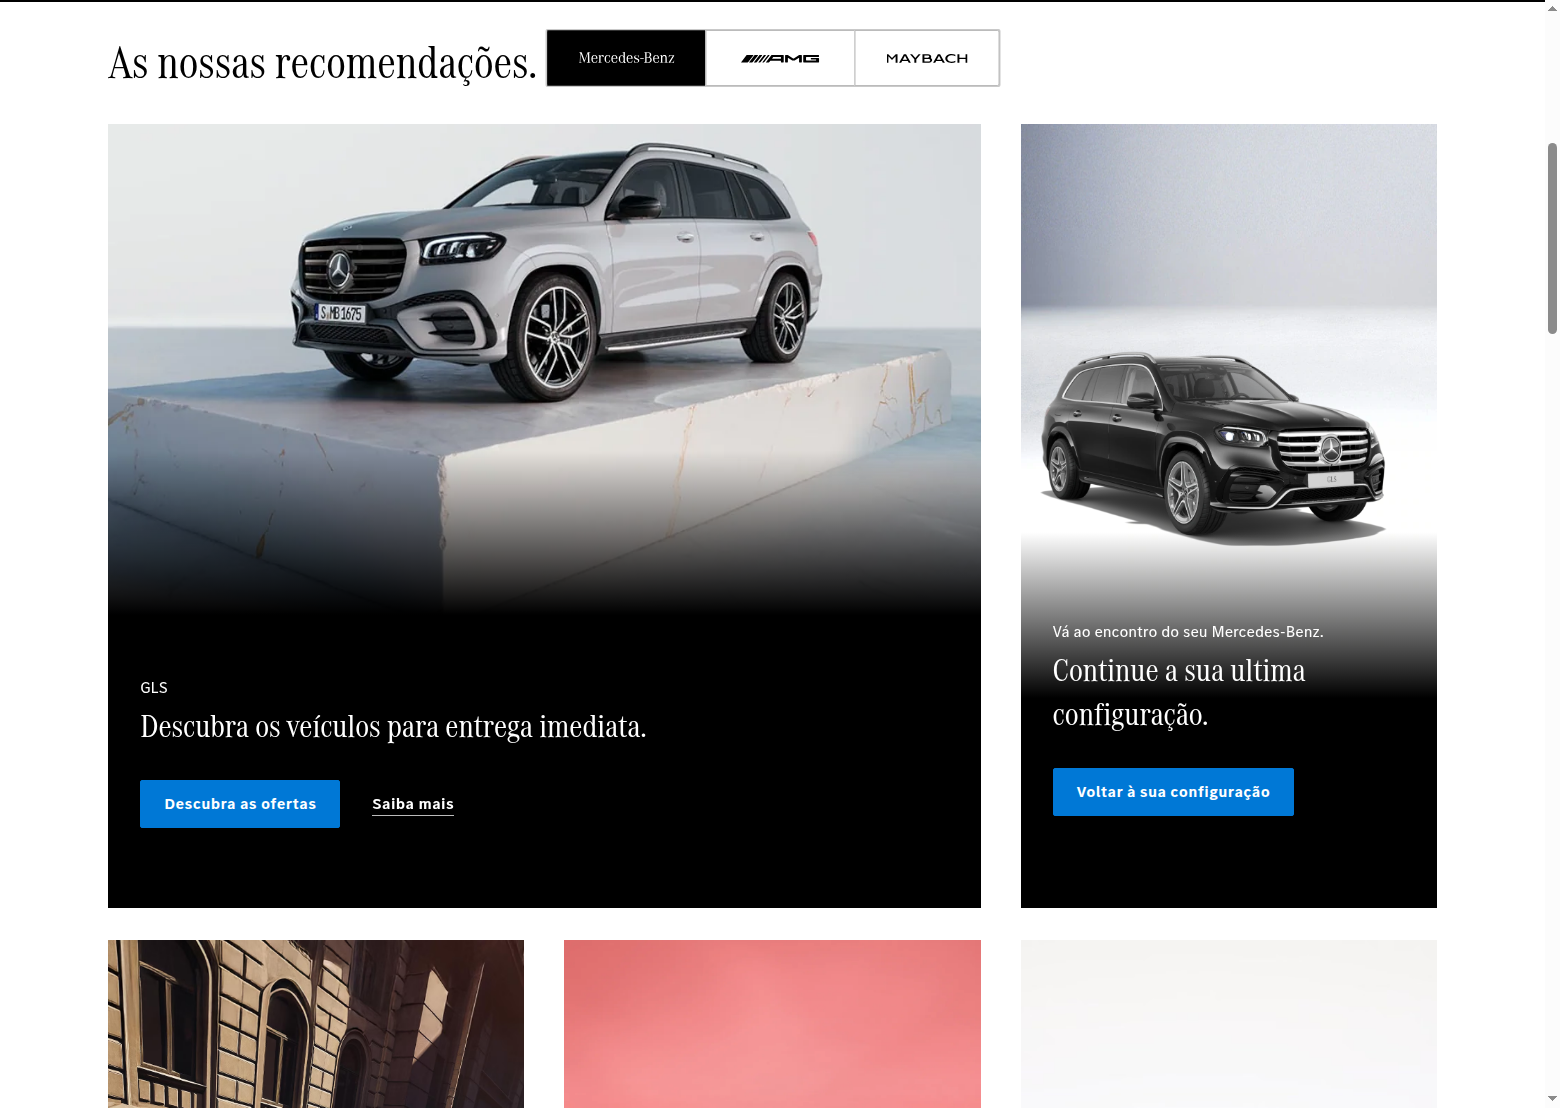 As nossas recomendações.
Mercedes-Benz
AMG
MAYBACH
S MB 1675
GLS
GLS
Descubra os veículos para entrega imediata.
Descubra as ofertas
Saiba mais
Vá ao encontro do seu Mercedes-Benz.
Continue a sua ultima
configuração.
Voltar à sua configuração